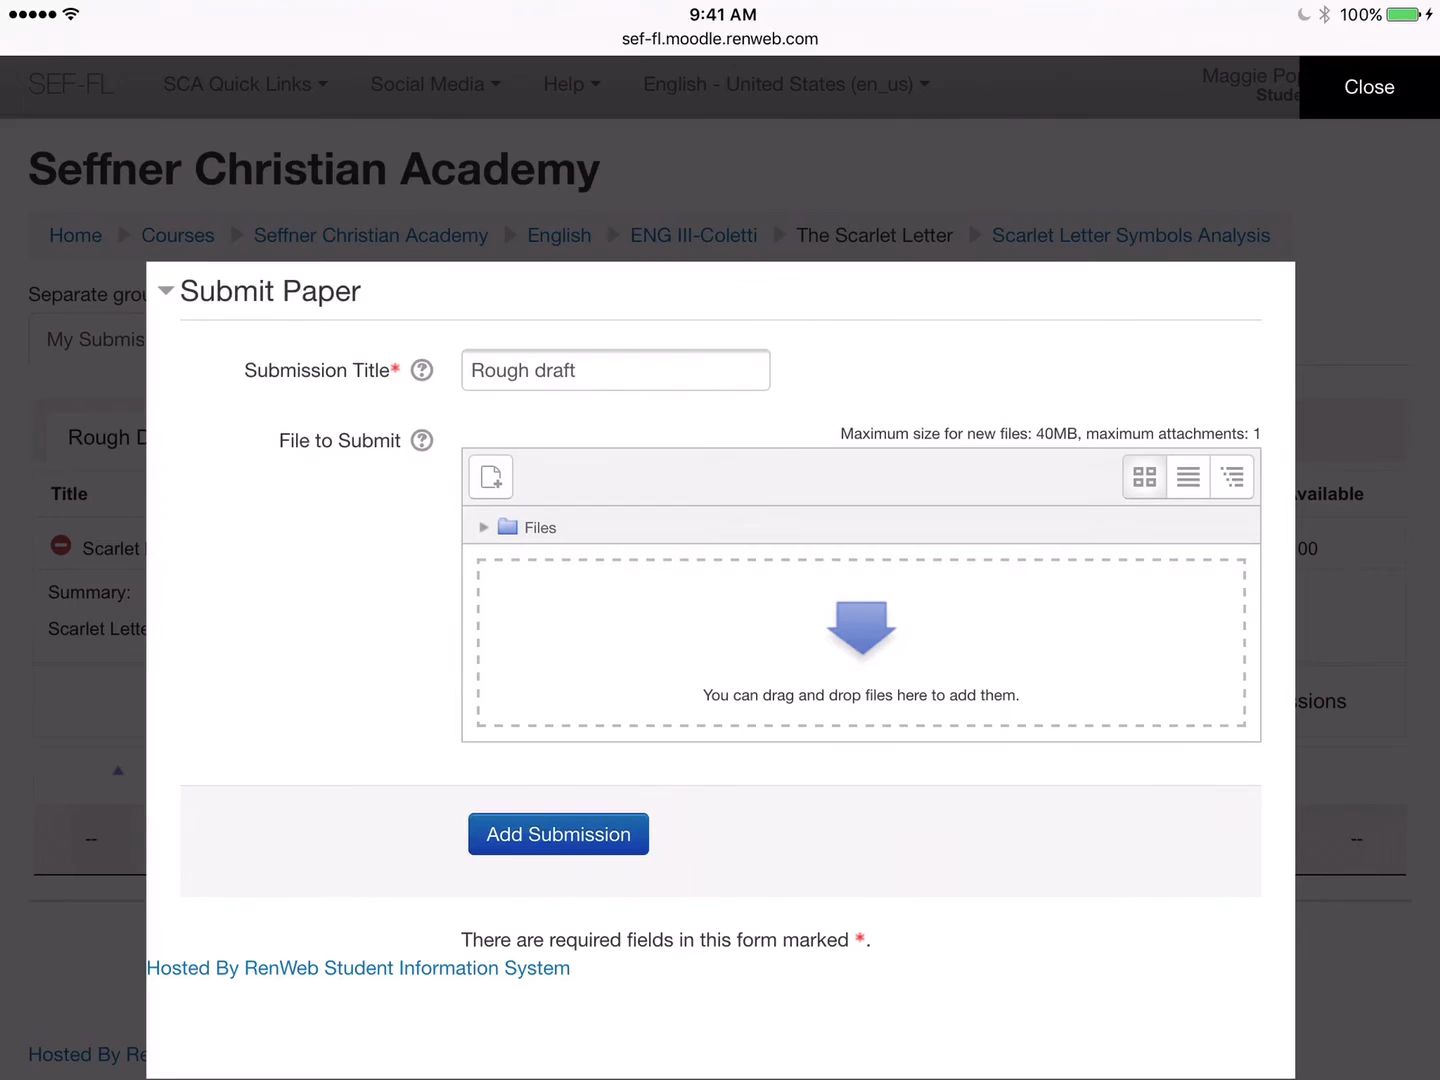 9:41 AM
100%
sef-fl.moodle.renweb.com
SEF-FL SCA Quick Links Social Media Help English - United States (en_us) Maggie Stude
Close
Seffner Christian Academy
Home Courses Seffner Christian Academy English ENG III-Coletti The Scarlet Letter Scarlet Letter Symbols Analysis
Separate grou
My Submis
Submit Paper
Submission Title* ? Rough draft
File to Submit ? Maximum size for new files: 40MB, maximum attachments: 1
Rough D
Title
vailable
Files
Scarlet
00
Summary:
Scarlet Lette
You can drag and drop files here to add them.
ssions
--
Add Submission
--
There are required fields in this form marked *.
Hosted By RenWeb Student Information System
Hosted By Re